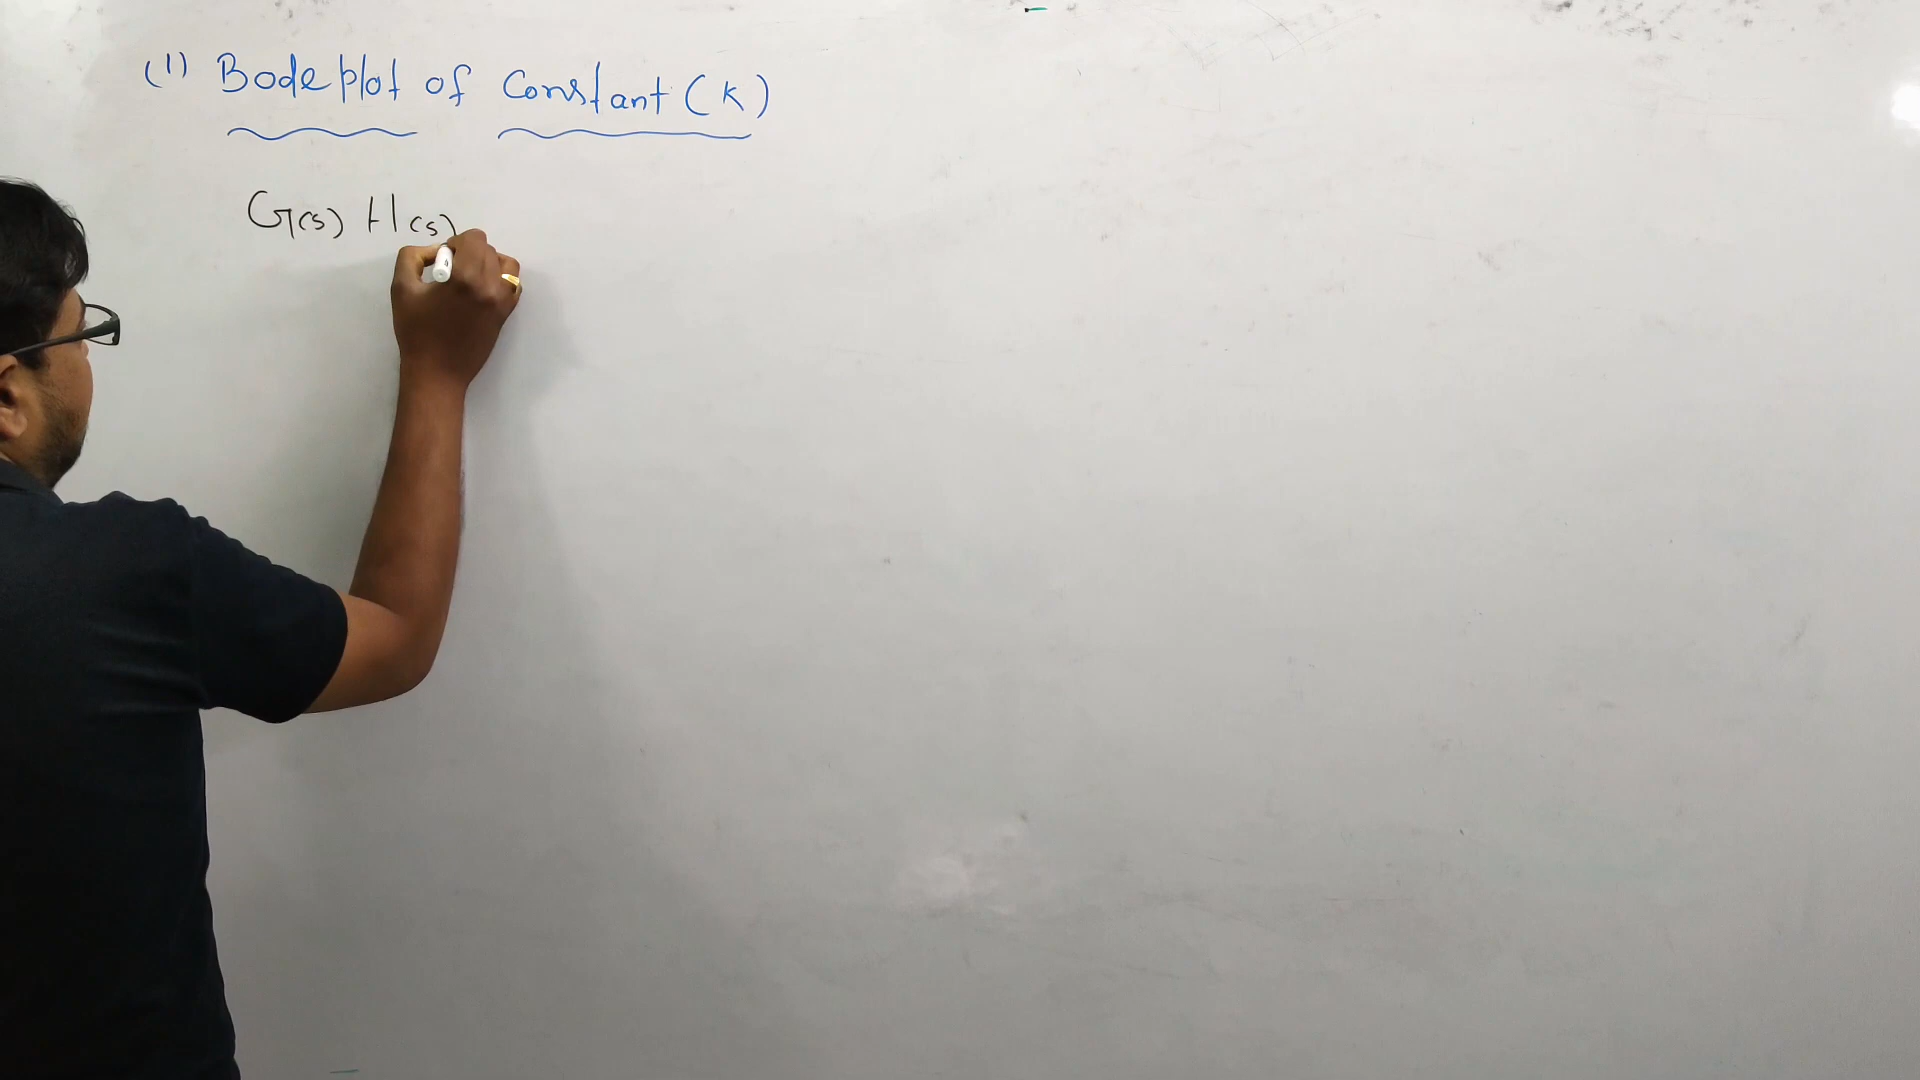 (1) Bode plot of Constant (K)
G(s) H(s)